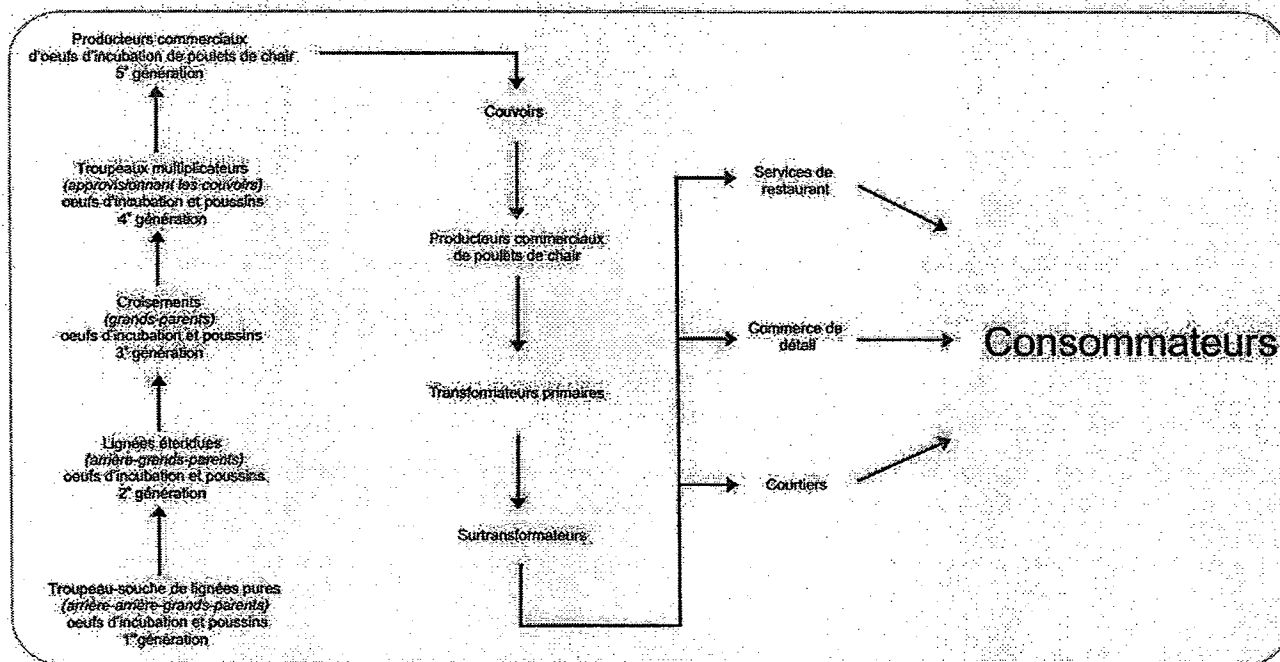 Producteurs commerciaux
d'oeufs d'incubation de poulets de chair
5e génération
Troupeaux multiplicateurs
(approvisionnant les couvoirs)
oeufs d'incubation et poussins
4e génération
Croisements
(grands-parents)
oeufs d'incubation et poussins
3e génération
Lignées étendues
(arrière-grands-parents)
oeufs d'incubation et poussins
2e génération
Troupeau-souche de lignées pures
(arrière-arrière-grands-parents)
oeufs d'incubation et poussins
1e génération
Couvoirs
Producteurs commerciaux
de poulets de chair
Transformateurs primaires
Surtransformateurs
Services de
restaurant
Commerce de
détail
Courtiers
Consommateurs